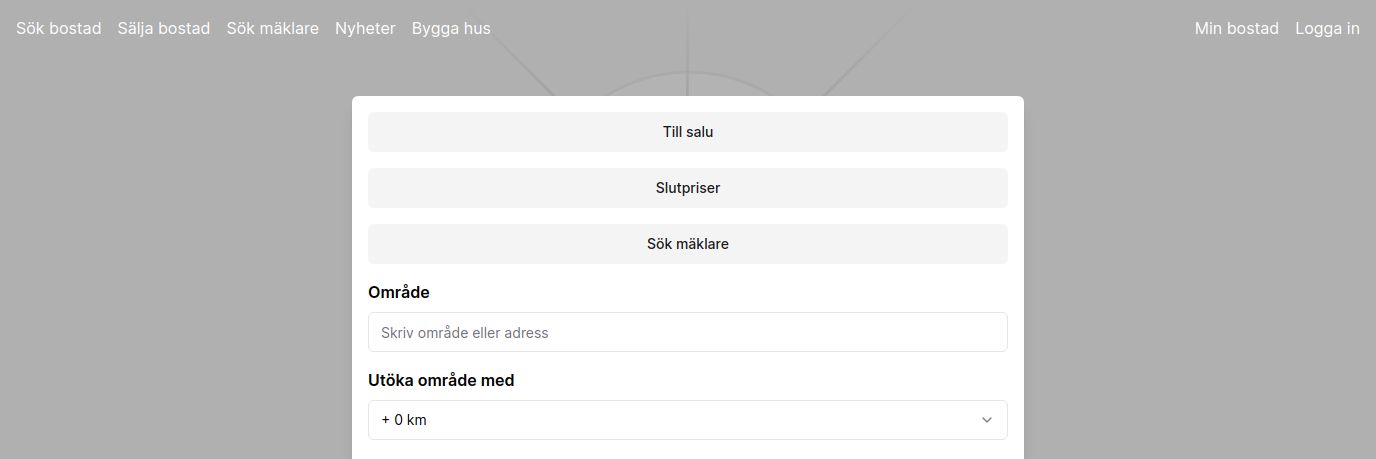 Sök bostad Sälja bostad Sök mäklare Nyheter Bygga hus Min bostad Logga in
Till salu
Slutpriser
Sök mäklare
Område
Skriv område eller adress
Utöka område med
+ 0 km